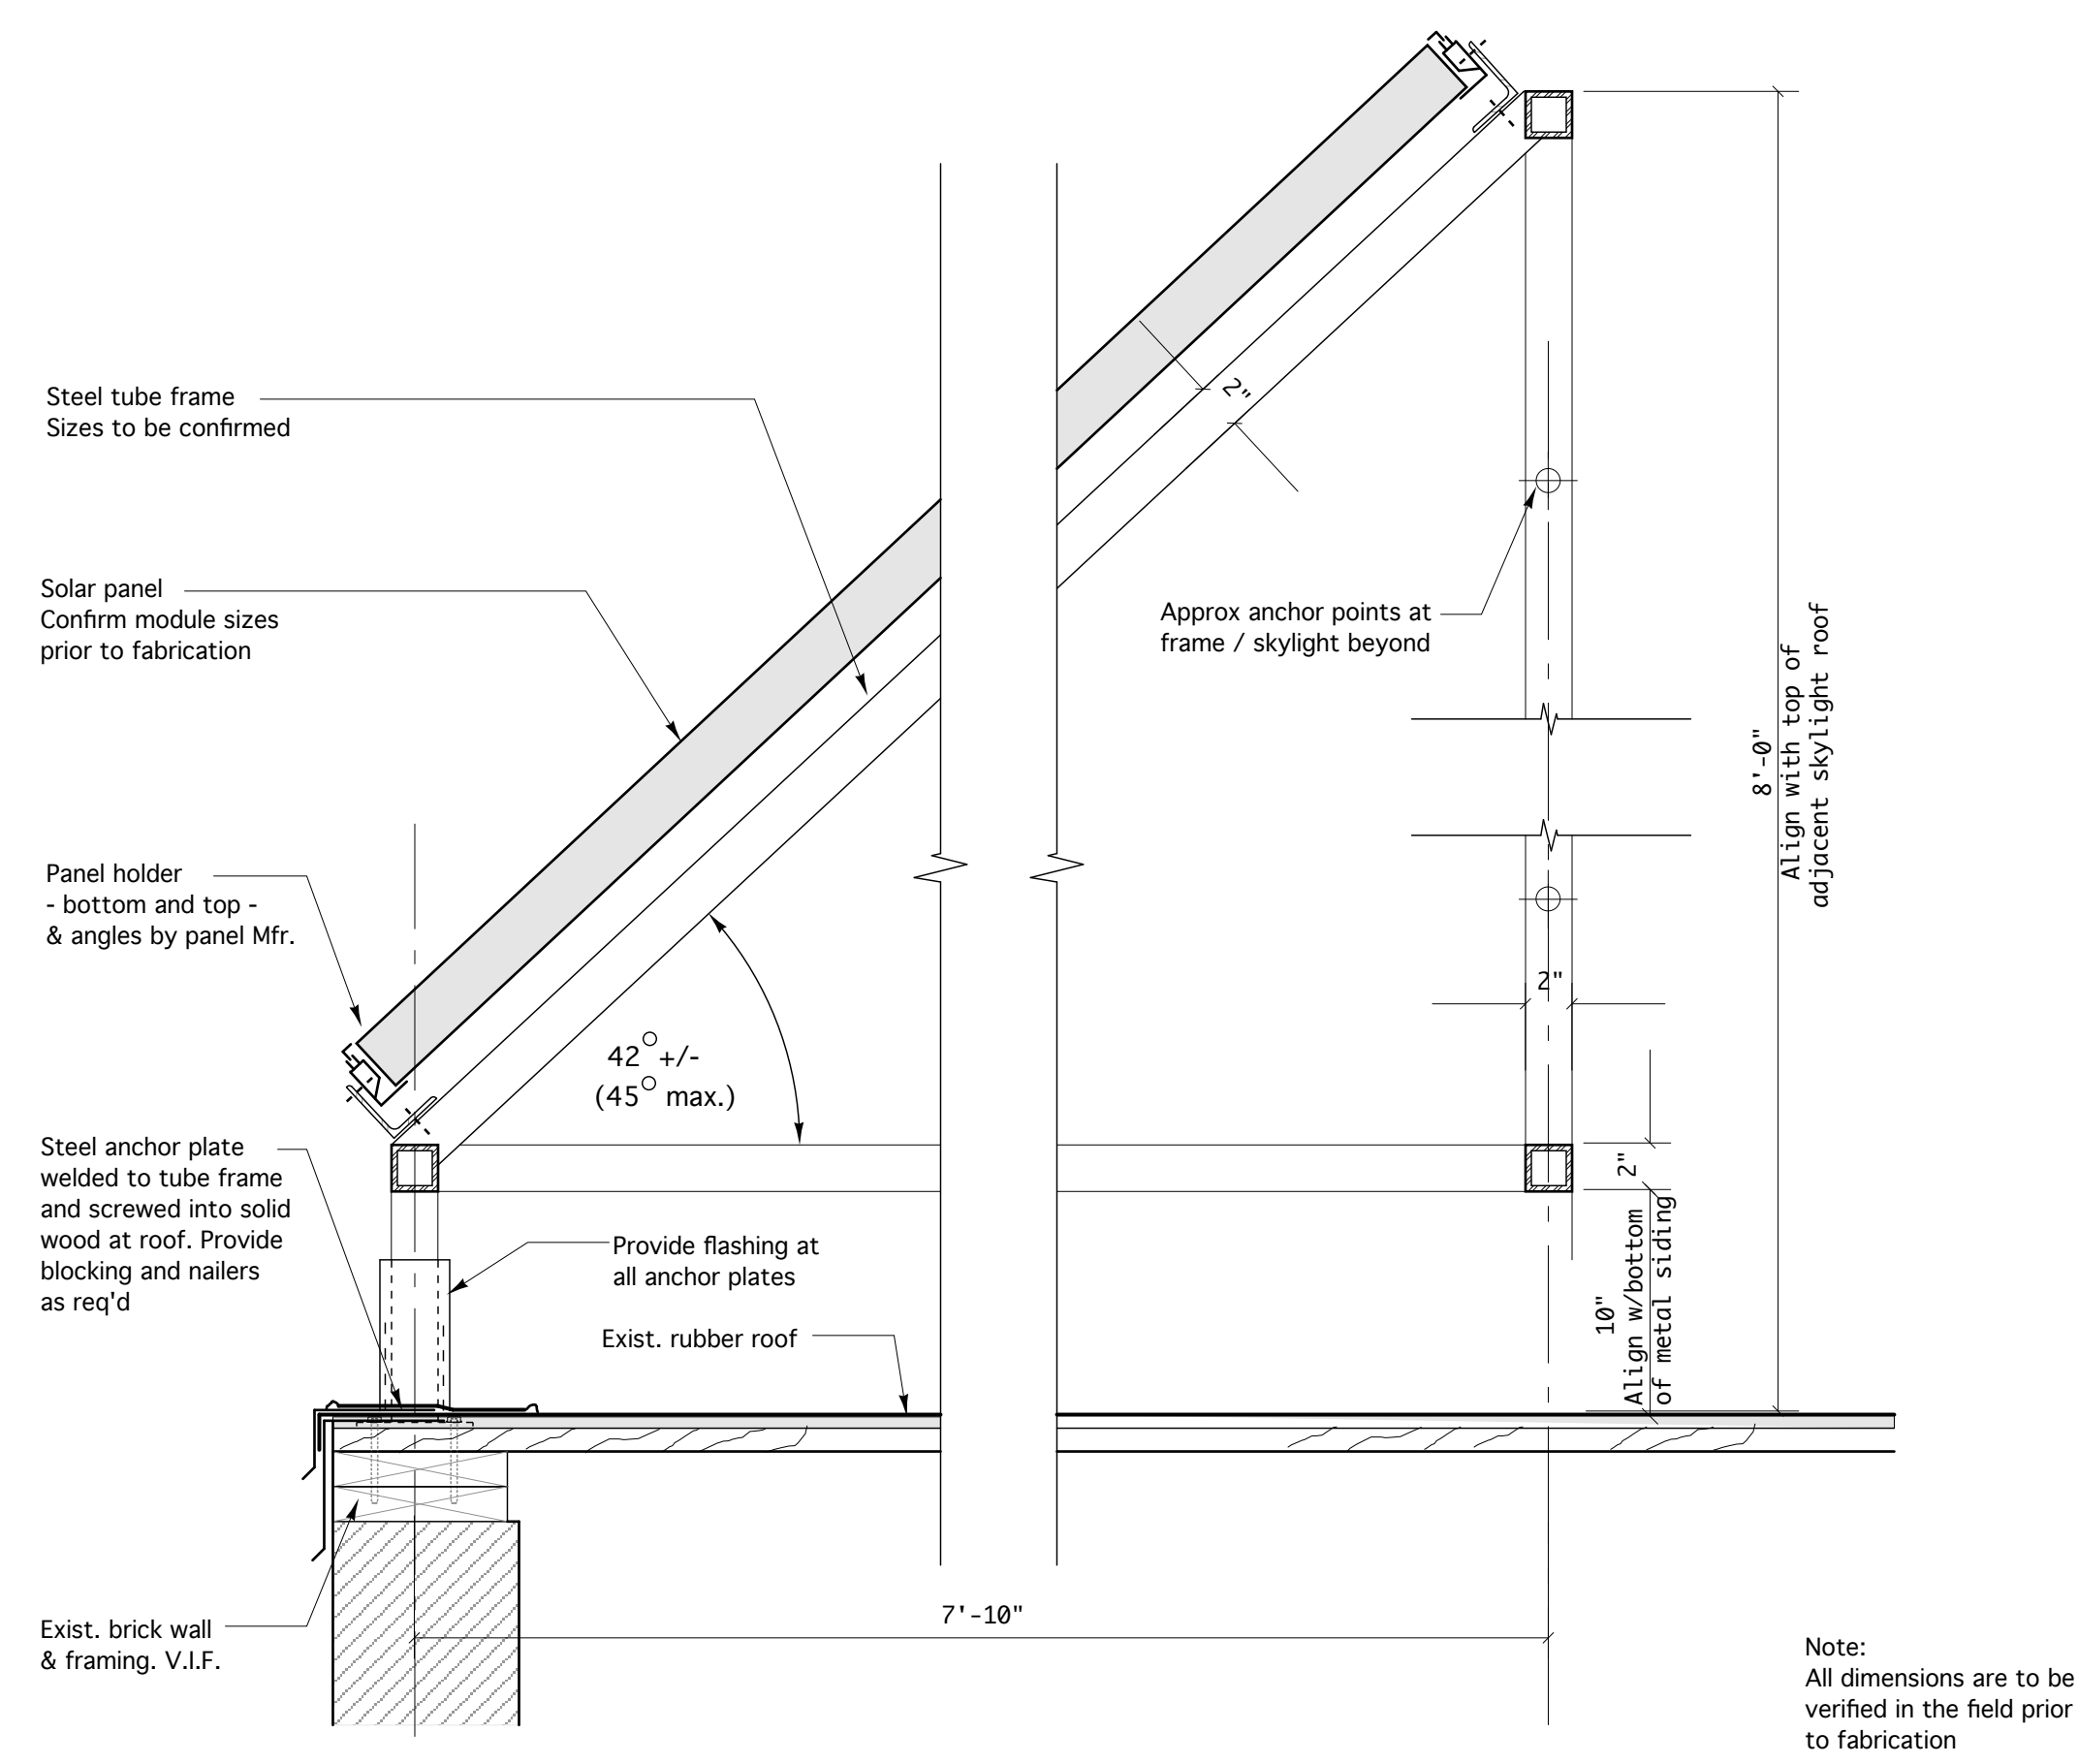 Steel tube frame
Sizes to be confirmed
2"
Solar panel
Confirm module sizes
prior to fabrication
Approx anchor points at
frame / skylight beyond
8'-0"
Align with top of
adjacent skylight roof
Panel holder
- bottom and top -
& angles by panel Mfr.
2"
42°+/-
(45° max.)
Steel anchor plate
welded to tube frame
and screwed into solid
wood at roof. Provide
blocking and nailers
as req'd
2"
Provide flashing at
all anchor plates
10"
Align w/bottom
of metal siding
Exist. rubber roof
7'-10"
Exist. brick wall
& framing. V.I.F.
Note:
All dimensions are to be
verified in the field prior
to fabrication